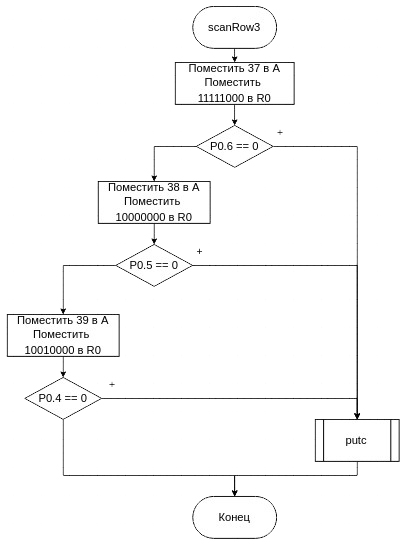 scanRow3
Поместить 37 в A
Поместить
11111000 в R0
+
P0.6 == 0
Поместить 38 в A
Поместить
10000000 в R0
+
P0.5 == 0
Поместить 39 в A
Поместить
10010000 в R0
+
P0.4 == 0
putc
Конец